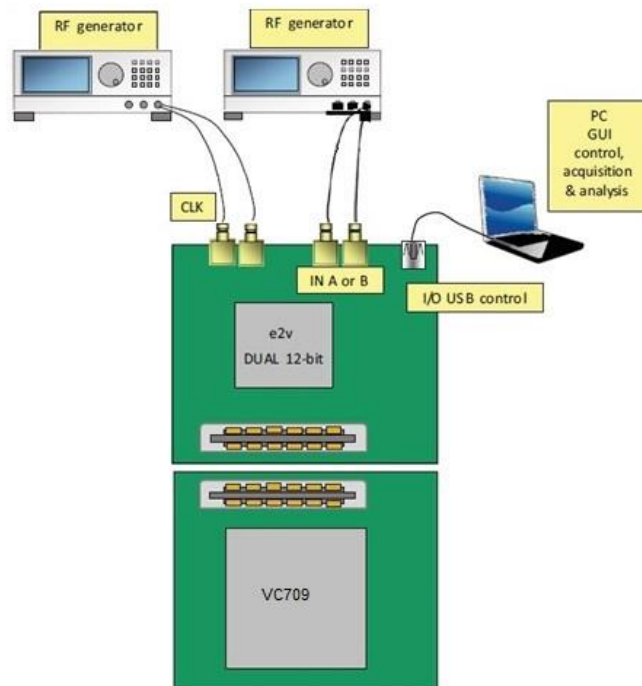 RF generator
RF generator
PC
GUI
control,
acquisition
& analysis
CLK
IN A or B
I/O USB control
e2v
DUAL 12-bit
VC709